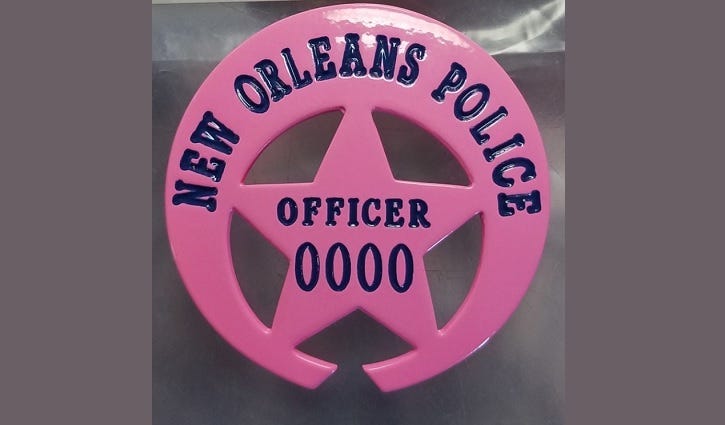 NEW ORLEANS POLICE
OFFICER
0000